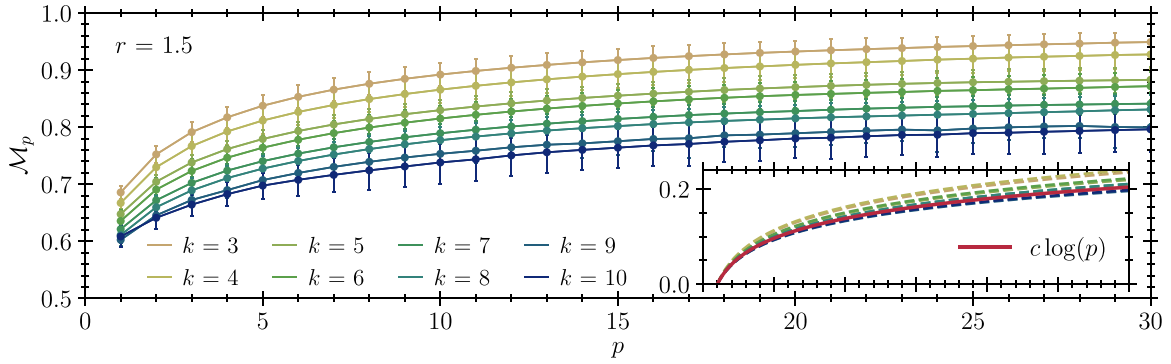 1.0
r = 1.5
0.9
0.8
ℳp
0.7
0.2
0.6
k = 3 k = 5 k = 7 k = 9
c log(p)
k = 4 k = 6 k = 8 k = 10
0.0
0.5
0 5 10 15 20 25 30
p